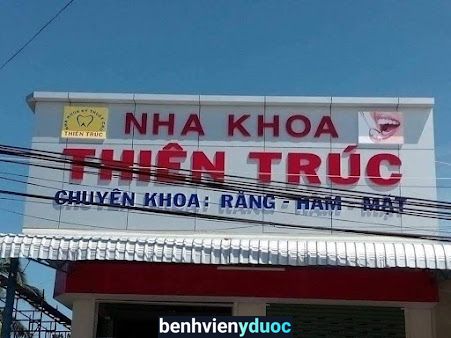 NHA KHOA
THIÊN TRÚC
THIÊN TRÚC
CHUYÊN KHOA: RĂNG - HÀM - MẶT
benhvienyduoc